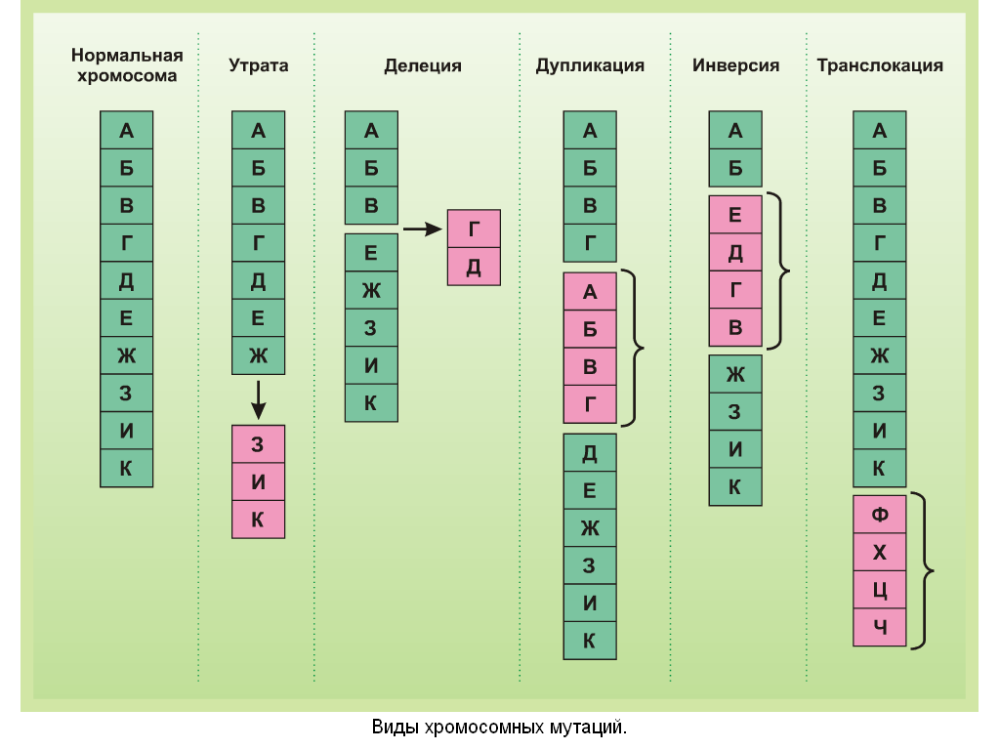 Нормальная
хромосома
А
Б
В
Г
Д
Е
Ж
З
И
К
Утрата
А
Б
В
Г
Д
Е
Ж
З
И
К
Делеция
А
Б
В
Е
Ж
З
И
К
Г
Д
Дупликация
А
Б
В
Г
А
Б
В
Г
Д
Е
Ж
З
И
К
Инверсия
А
Б
Е
Д
Г
В
Ж
З
И
К
Транслокация
А
Б
В
Г
Д
Е
Ж
З
И
К
Ф
Х
Ц
Ч
Виды хромосомных мутаций.